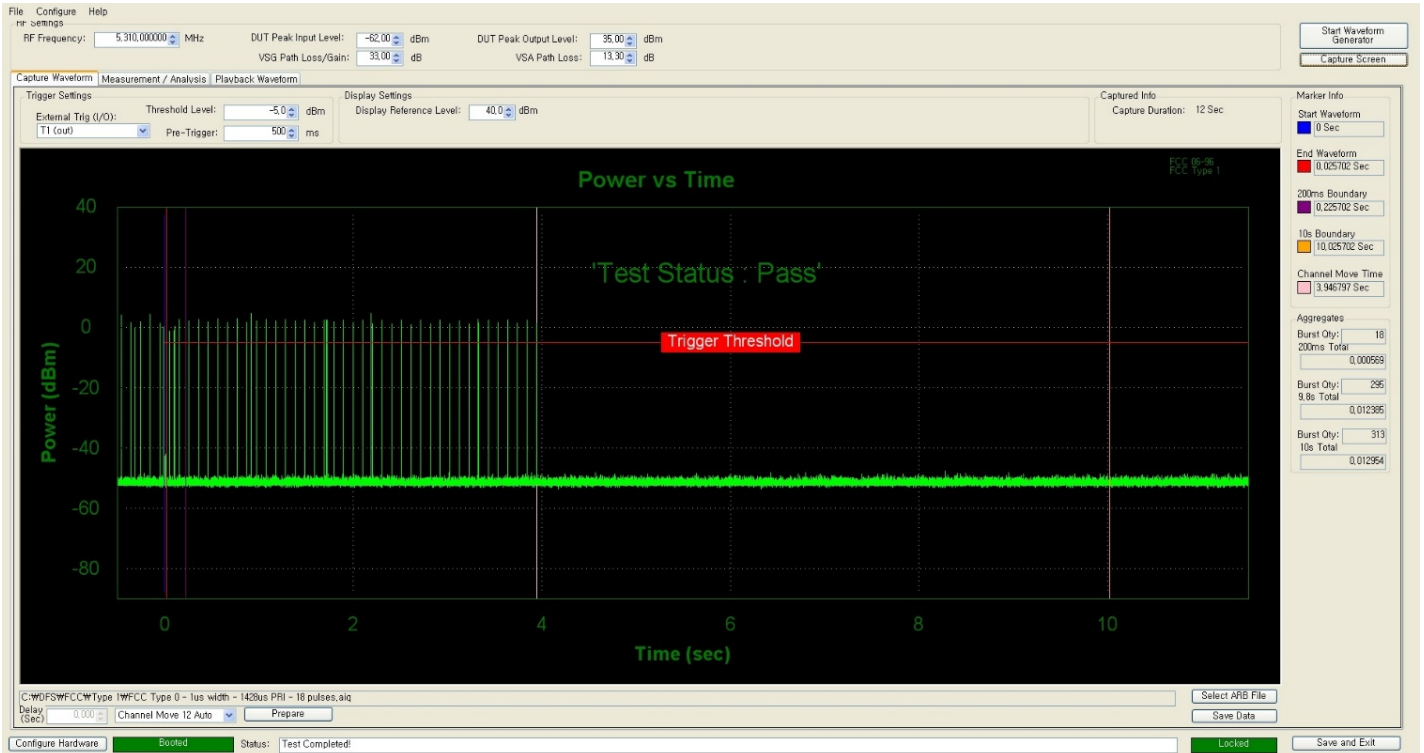 File Configure Help
RF Settings
RF Frequency: 5,310,000000 MHz DUT Peak Input Level: -62,00 dBm DUT Peak Output Level: 35,00 dBm
VSG Path Loss/Gain: 33,00 dB VSA Path Loss: 13,30 dB
Start Waveform
Generator
Capture Screen
Capture Waveform Measurement / Analysis Playback Waveform
Trigger Settings
External Trig (I/O):
T1 (out)
Threshold Level: -5,0 dBm
Pre-Trigger: 500 ms
Display Settings
Display Reference Level: 40,0 dBm
Captured Info
Capture Duration: 12 Sec
Marker Info
Start Waveform
0 Sec
End Waveform
0,025702 Sec
200ms Boundary
0,225702 Sec
10s Boundary
10,025702 Sec
Channel Move Time
3,946797 Sec
Aggregates
Burst Qty: 18
200ms Total
0,000569
Burst Qty: 295
9,8s Total
0,012385
Burst Qty: 313
10s Total
0,012954
FCC 06-96
FCC Type 1
Power vs Time
'Test Status : Pass'
Trigger Threshold
Power (dBm)
40
20
0
-20
-40
-60
-80
0 2 4 6 8 10
Time (sec)
C:₩DFS₩FCC₩Type 1₩FCC Type 0 - 1us width - 1428us PRI - 18 pulses,aiq
Select ARB File
Delay
(Sec) 0,000 Channel Move 12 Auto Prepare
Save Data
Configure Hardware Booted Status: Test Completed! Locked Save and Exit